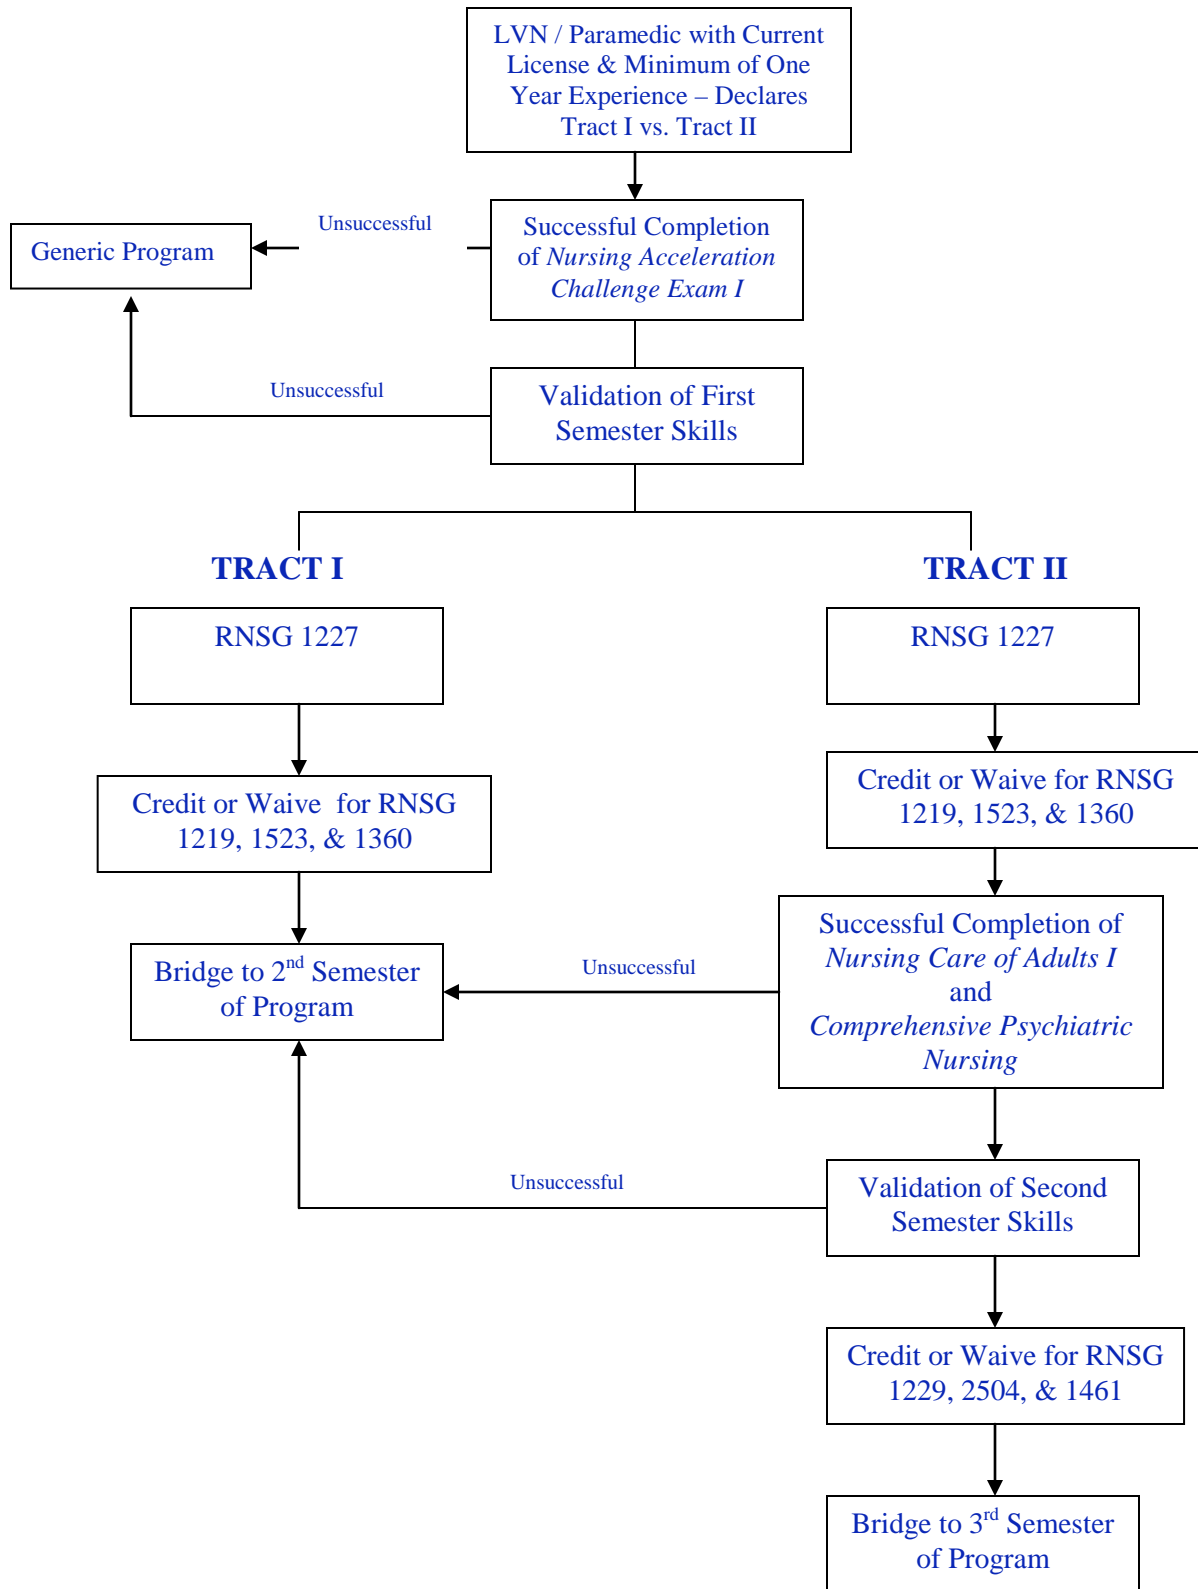 LVN / Paramedic with Current
License & Minimum of One
Year Experience – Declares
Tract I vs. Tract II
Unsuccessful
Generic Program
Successful Completion
of Nursing Acceleration
Challenge Exam I
Unsuccessful
Validation of First
Semester Skills
TRACT I
TRACT II
RNSG 1227
RNSG 1227
Credit or Waive for RNSG
1219, 1523, & 1360
Credit or Waive for RNSG
1219, 1523, & 1360
Bridge to 2nd Semester
of Program
Unsuccessful
Successful Completion of
Nursing Care of Adults I
and
Comprehensive Psychiatric
Nursing
Unsuccessful
Validation of Second
Semester Skills
Credit or Waive for RNSG
1229, 2504, & 1461
Bridge to 3rd Semester
of Program